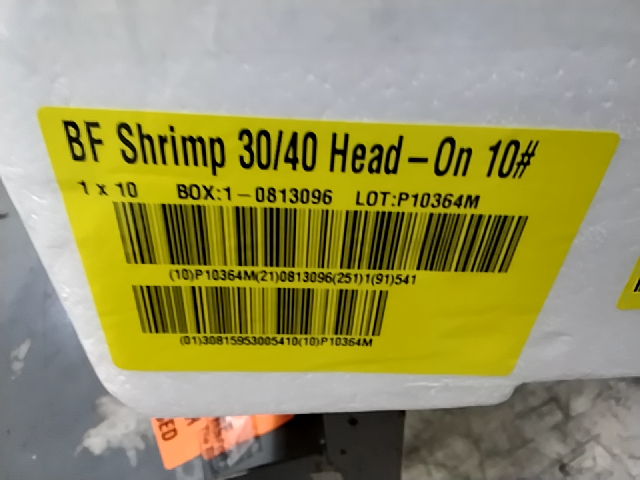 BF Shrimp 30/40 Head-On 10#
1 x 10 BOX:1-0813096 LOT:P10364M
(10)P10364M(21)0813096(251)1(91)541
(01)30815953005410(10)P10364M